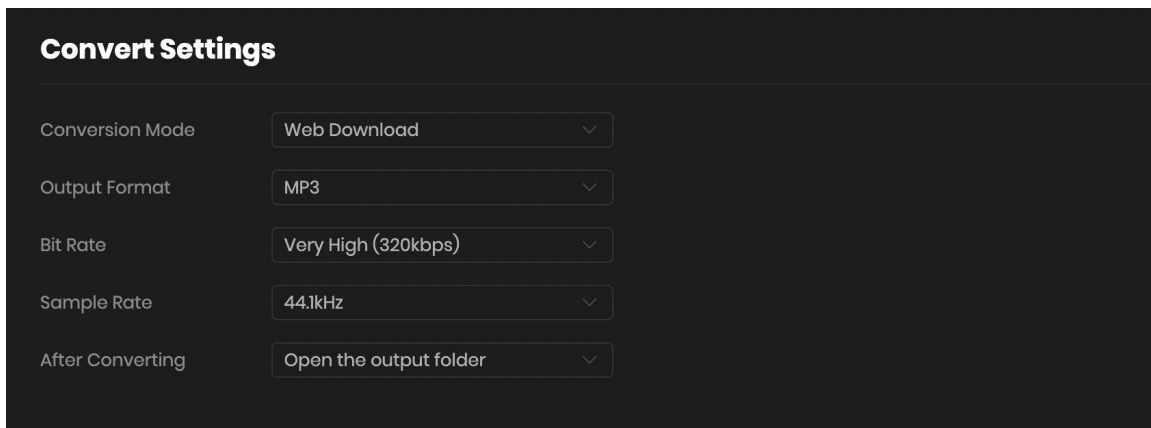 Convert Settings
Conversion Mode Web Download
Output Format MP3
Bit Rate Very High (320kbps)
Sample Rate 44.1kHz
After Converting Open the output folder